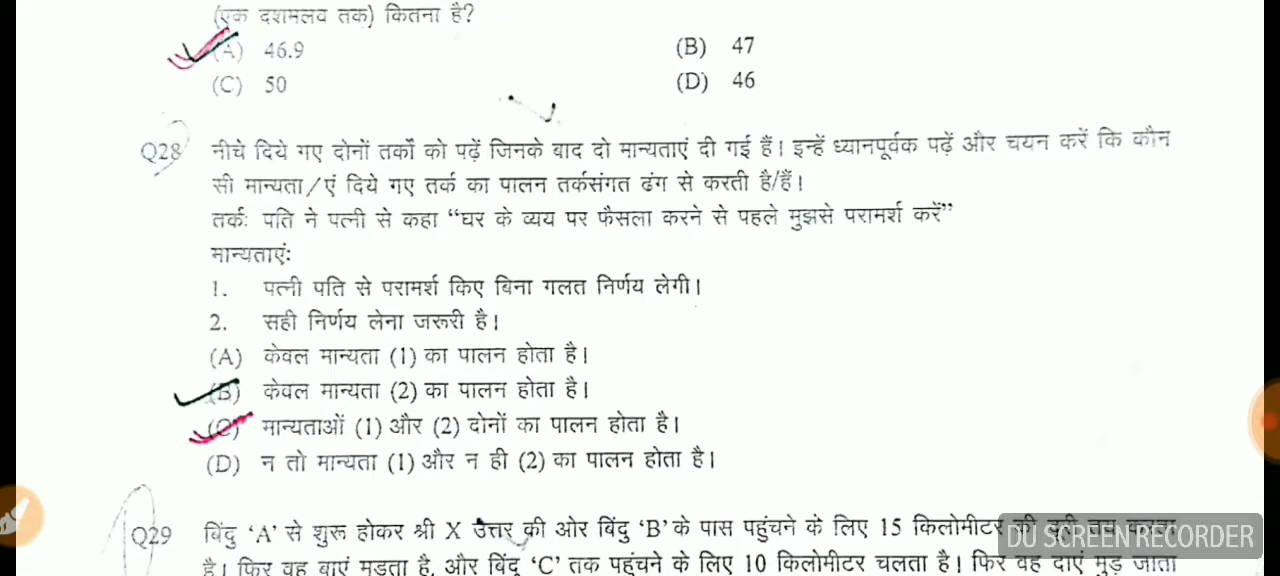 (एक दशमलव तक) कितना है?
(A) 46.9 (B) 47
(C) 50 (D) 46
Q28 नीचे दिये गए दोनों तर्कों को पढ़ें जिनके बाद दो मान्यताएं दी गई हैं। इन्हें ध्यानपूर्वक पढ़ें और चयन करें कि कौन
सी मान्यता/एं दिये गए तर्क का पालन तर्कसंगत ढंग से करती है/हैं।
तर्क: पति ने पत्नी से कहा “घर के व्यय पर फैसला करने से पहले मुझसे परामर्श करें”
मान्यताएं:
1. पत्नी पति से परामर्श किए बिना गलत निर्णय लेगी।
2. सही निर्णय लेना जरूरी है।
(A) केवल मान्यता (1) का पालन होता है।
(B) केवल मान्यता (2) का पालन होता है।
(C) मान्यताओं (1) और (2) दोनों का पालन होता है।
(D) न तो मान्यता (1) और न ही (2) का पालन होता है।
Q29 बिंदु ‘A’ से शुरू होकर श्री X उत्तर की ओर बिंदु ‘B’ के पास पहुंचने के लिए 15 किलोमीटर
DU SCREEN RECORDER
है। फिर वह बाएं मुड़ता है, और बिंदु ‘C’ तक पहुंचने के लिए 10 किलोमीटर चलता है। फिर वह दाएं मुड़ जाता